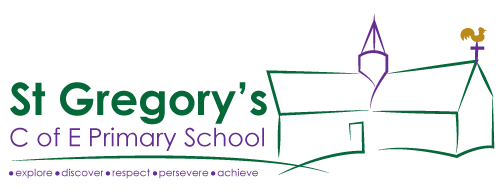 St Gregory's
C of E Primary School
•explore •discover •respect •persevere •achieve